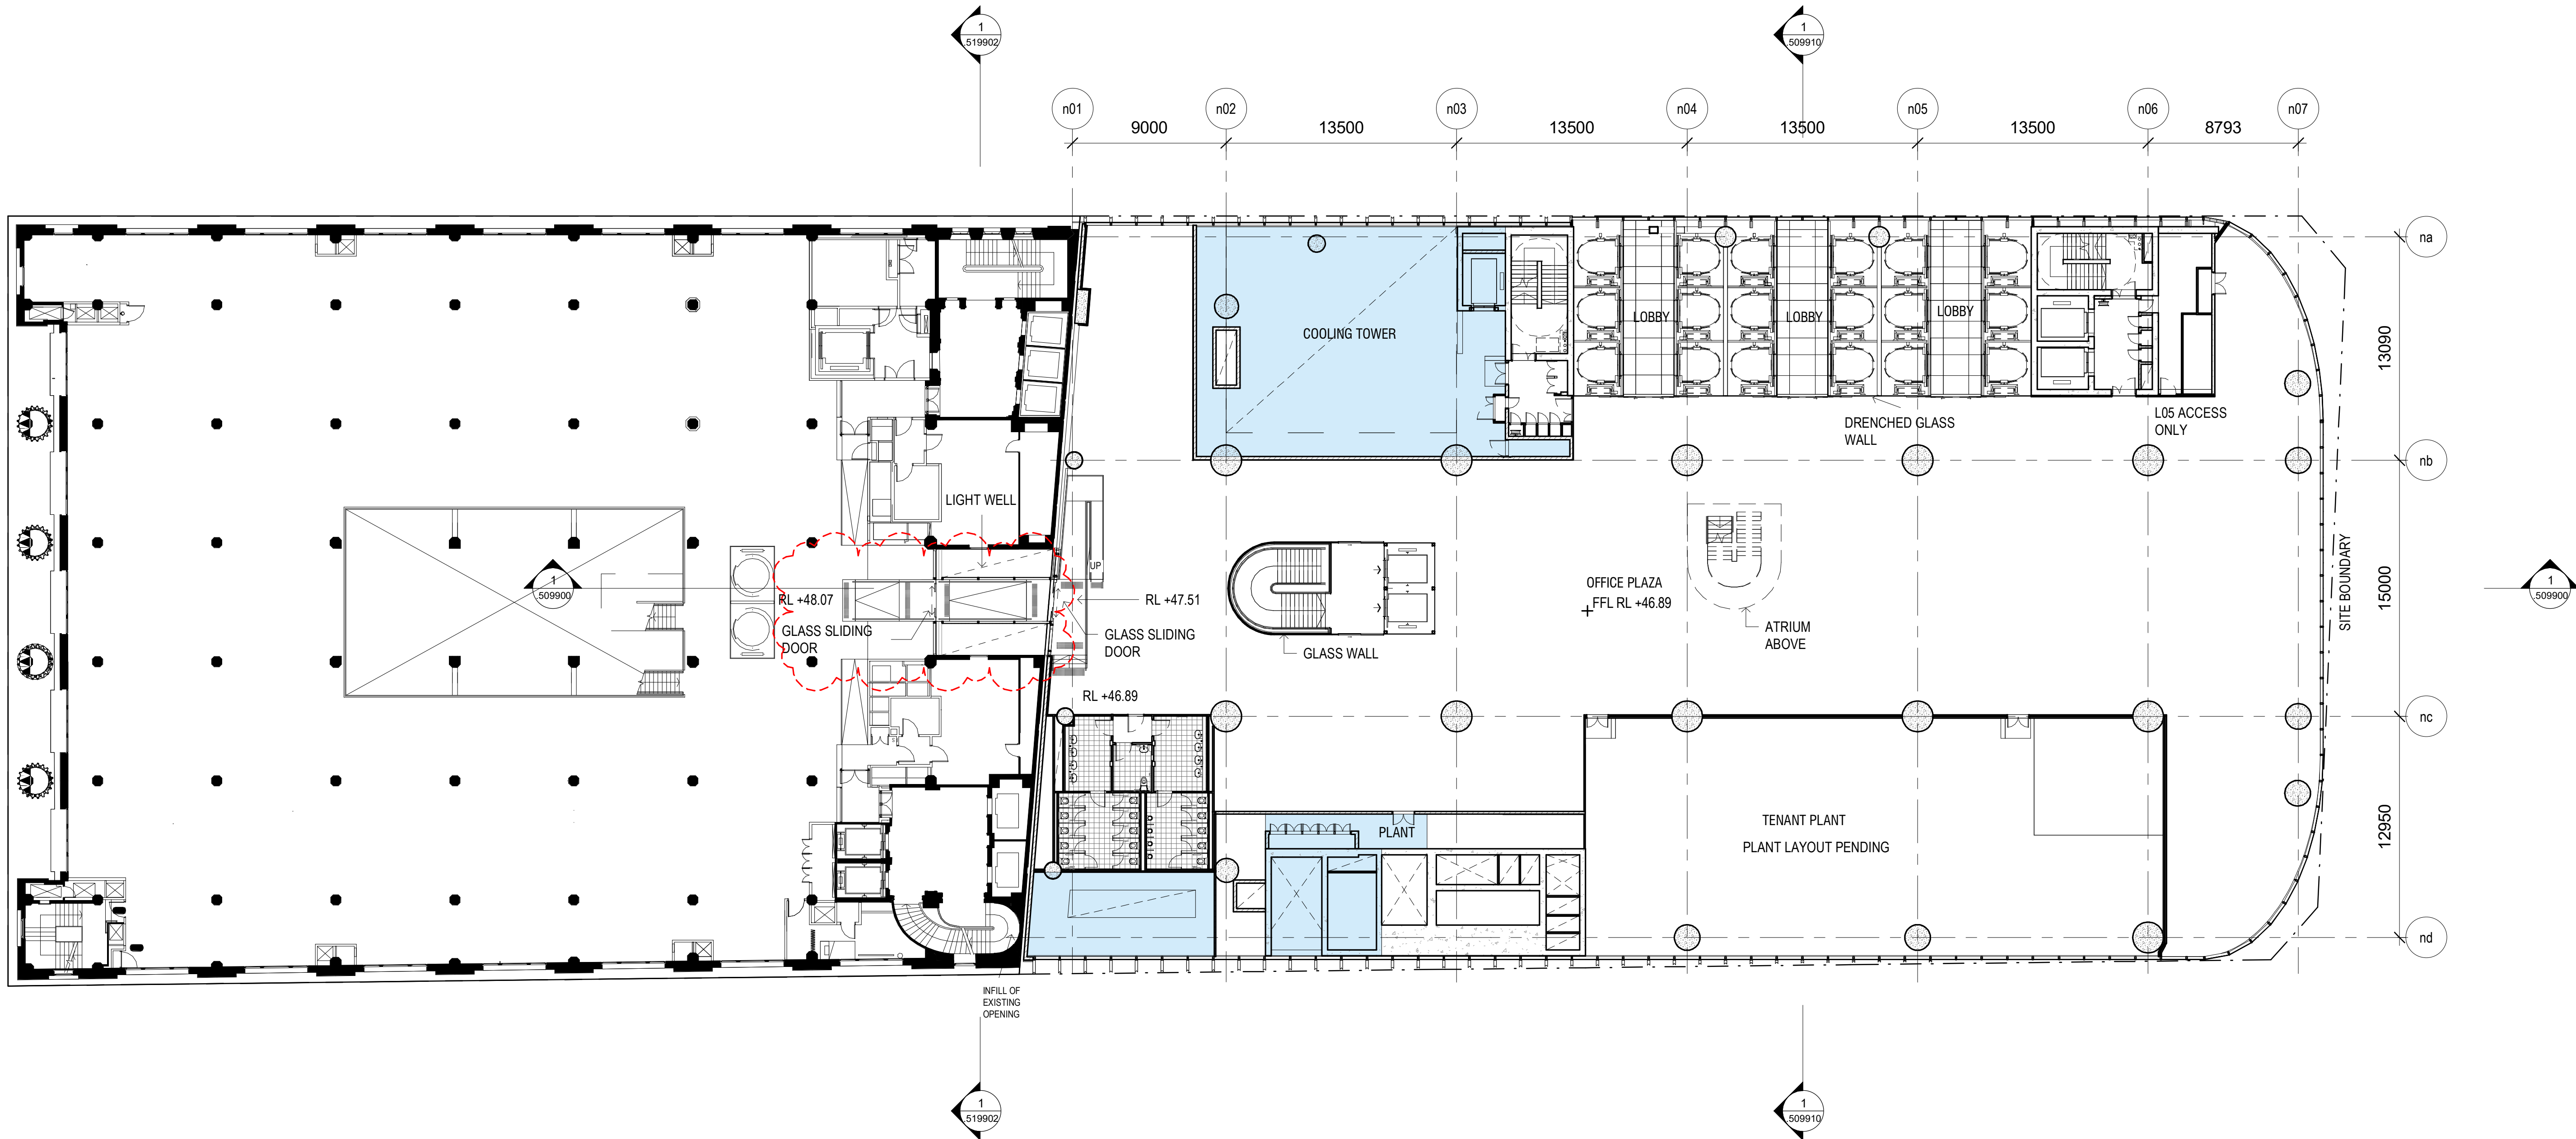 1
519902
1
509910
n01
n02
n03
n04
n05
n06
n07
9000
13500
13500
13500
13500
8793
na
13090
nb
15000
nc
12950
nd
COOLING TOWER
LOBBY
LOBBY
LOBBY
DRENCHED GLASS
WALL
L05 ACCESS
ONLY
LIGHT WELL
UP
1
509900
RL +48.07
RL +47.51
GLASS SLIDING
DOOR
GLASS SLIDING
DOOR
GLASS WALL
OFFICE PLAZA
FFL RL +46.89
ATRIUM
ABOVE
SITE BOUNDARY
1
509900
RL +46.89
PLANT
TENANT PLANT
PLANT LAYOUT PENDING
INFILL OF
EXISTING
OPENING
1
519902
1
509910